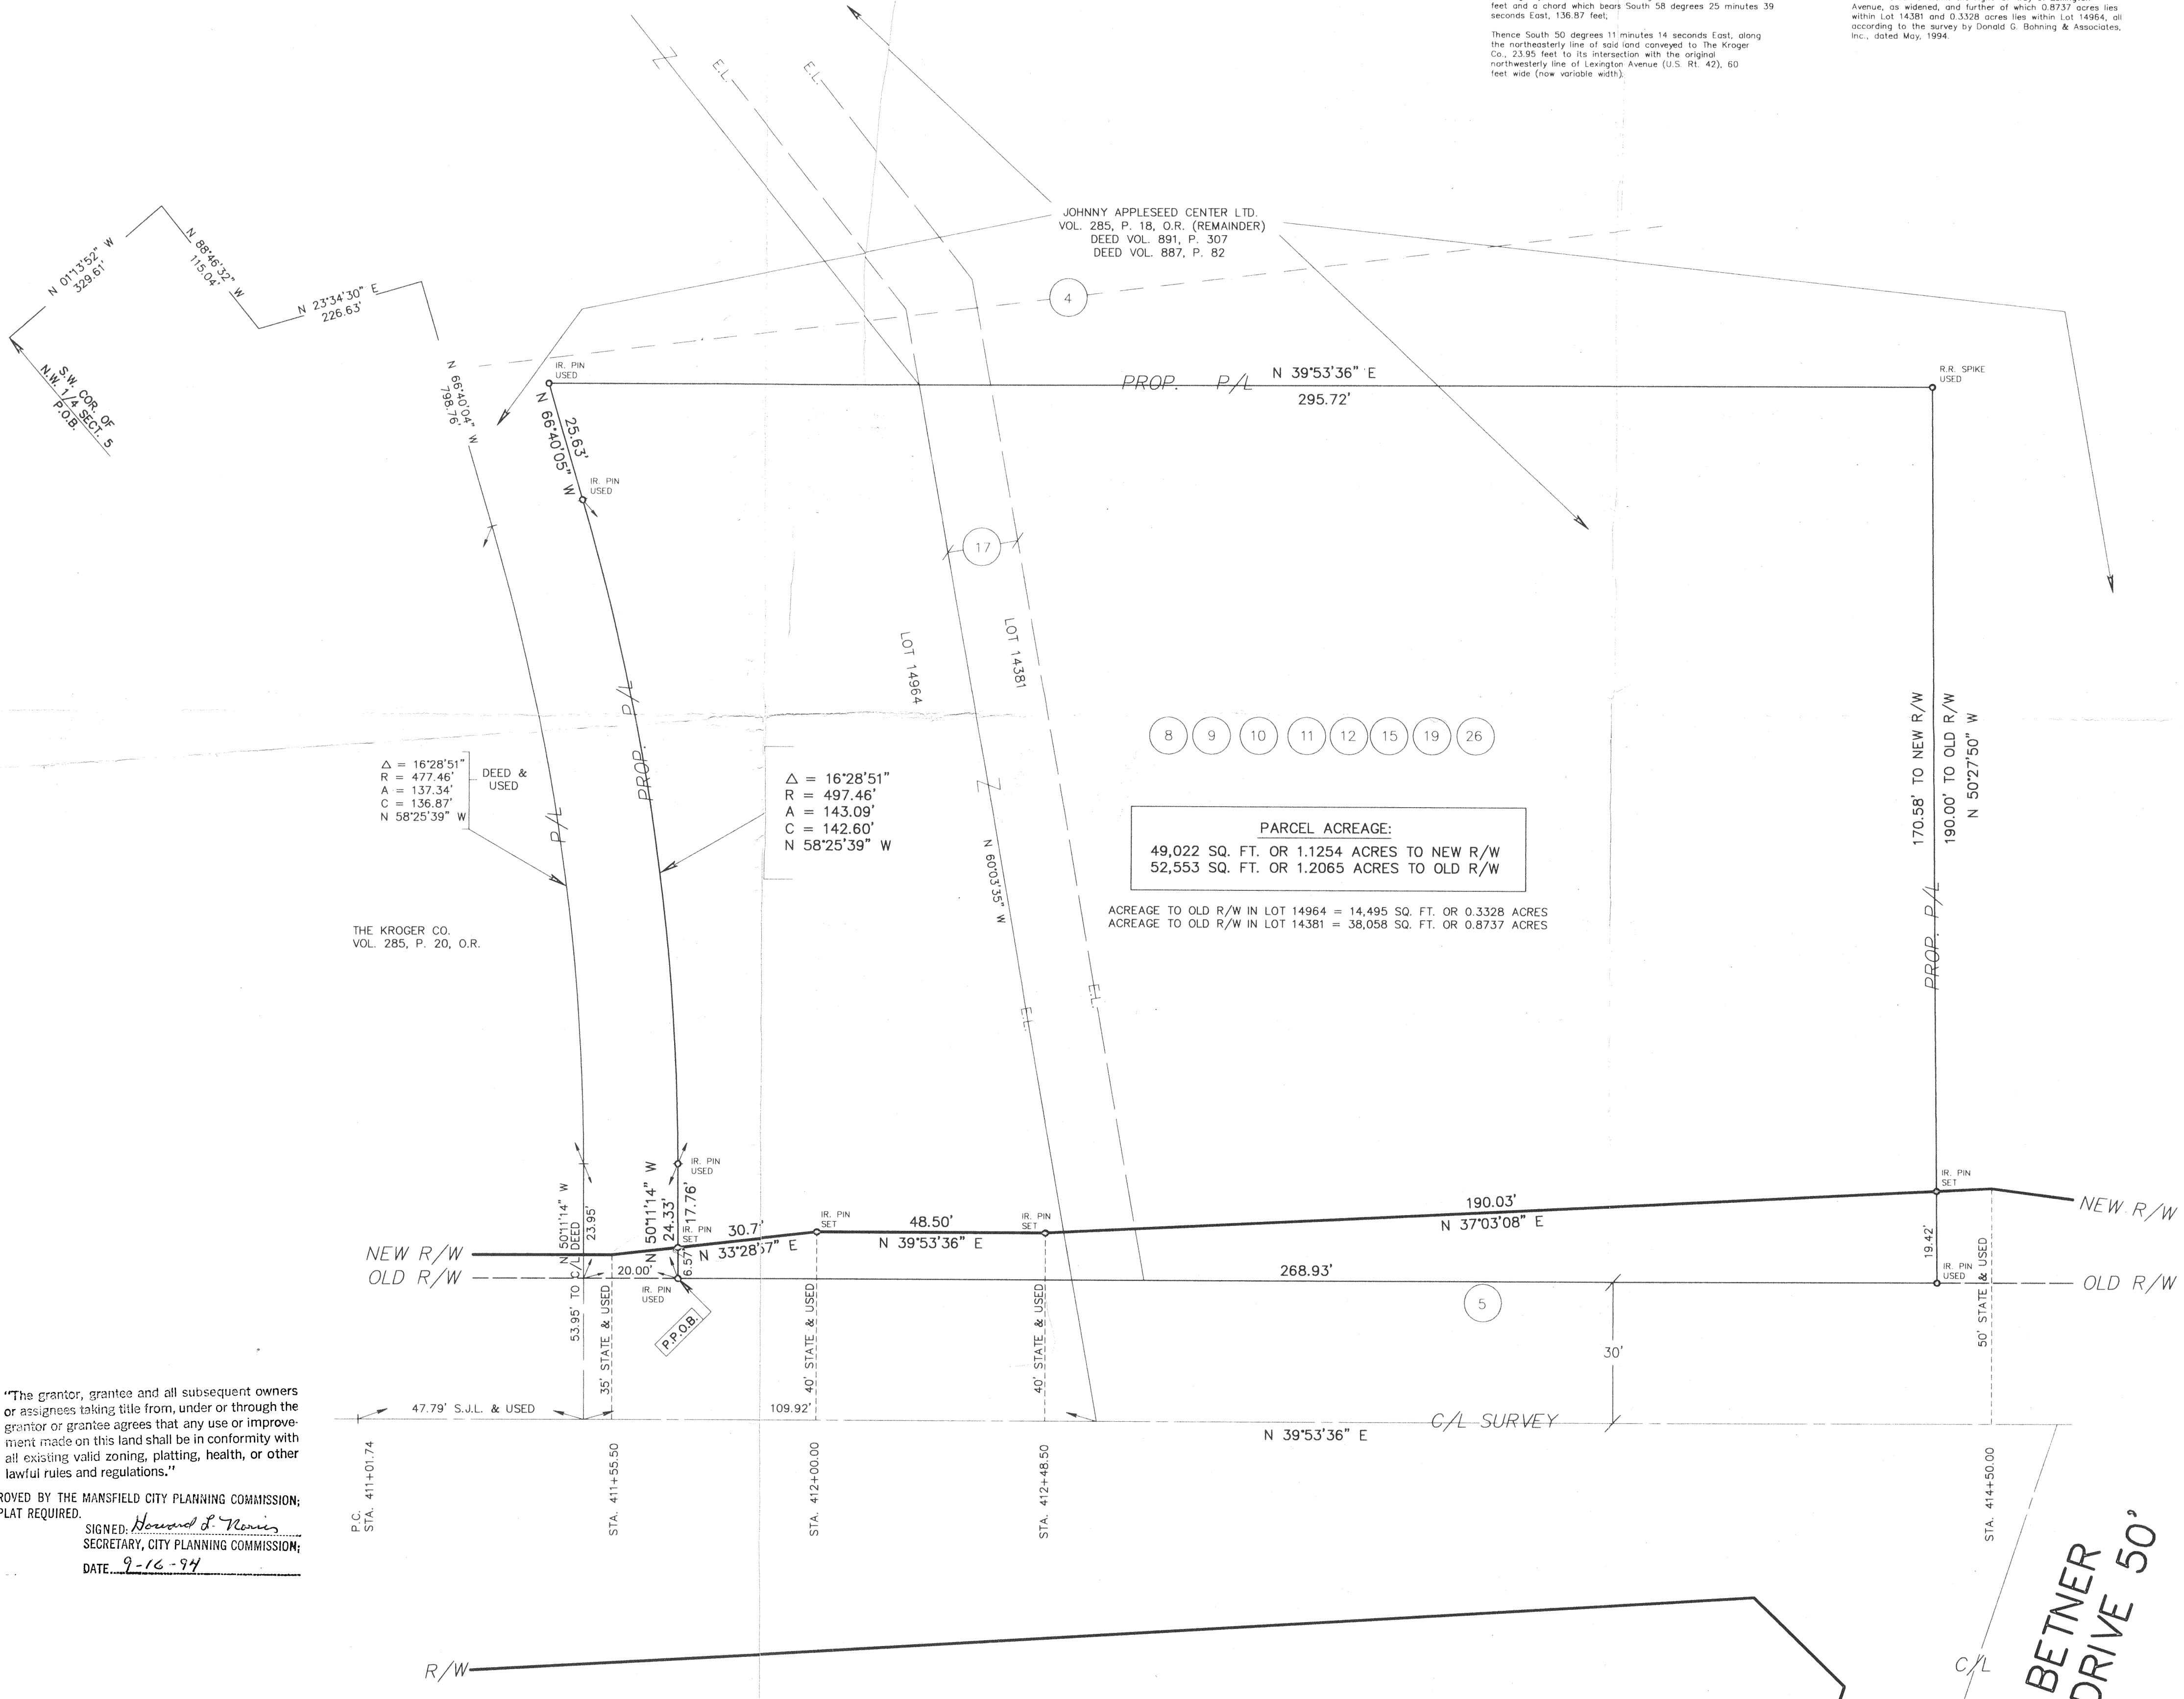 feet and a chord which bears South 58 degrees 25 minutes 39
seconds East, 136.87 feet;
Thence South 50 degrees 11 minutes 14 seconds East, along
the northeasterly line of said land conveyed to The Kroger
Co., 23.95 feet to its intersection with the original
northwesterly line of Lexington Avenue (U.S. Rt. 42), 60
feet wide (now variable width);
Avenue, as widened, and further of which 0.8737 acres lies
within Lot 14381 and 0.3328 acres lies within Lot 14964, all
according to the survey by Donald G. Bohning & Associates,
Inc., dated May, 1994.
Z
E.L.
E.L.
JOHNNY APPLESEED CENTER LTD.
VOL. 285, P. 18, O.R. (REMAINDER)
DEED VOL. 891, P. 307
DEED VOL. 887, P. 82
N 01°13'52" W
329.61'
N 88°46'32" W
115.04'
N 23°34'30" E
226.63'
S.W. COR. OF
N.W. 1/4 SECT. 5
P.O.B.
N 66°40'04" W
798.76'
4
IR. PIN
USED
PROP. P/L
N 39°53'36" E
295.72'
R.R. SPIKE
USED
25.63'
N 66°40'05" W
IR. PIN
USED
17
LOT 14964
LOT 14381
P/L
PROP. P/L
8 9 10 11 12 15 19 26
170.58' TO NEW R/W
190.00' TO OLD R/W
N 50°27'50" W
Δ = 16°28'51"
R = 477.46'
A = 137.34'
C = 136.87'
N 58°25'39" W
DEED &
USED
Δ = 16°28'51"
R = 497.46'
A = 143.09'
C = 142.60'
N 58°25'39" W
Z
N 60°03'35" W
PARCEL ACREAGE:
49,022 SQ. FT. OR 1.1254 ACRES TO NEW R/W
52,553 SQ. FT. OR 1.2065 ACRES TO OLD R/W
ACREAGE TO OLD R/W IN LOT 14964 = 14,495 SQ. FT. OR 0.3328 ACRES
ACREAGE TO OLD R/W IN LOT 14381 = 38,058 SQ. FT. OR 0.8737 ACRES
THE KROGER CO.
VOL. 285, P. 20, O.R.
PROP. P/L
E.L.
E.L.
IR. PIN
USED
N 50°11'14" W
23.95'
53.95' TO C/L DEED
N 50°11'14" W
24.33'
17.76'
6.57'
IR. PIN
SET
30.7'
IR. PIN
SET
48.50'
N 39°53'36" E
IR. PIN
SET
190.03'
N 37°03'08" E
IR. PIN
SET
NEW R/W
NEW R/W
OLD R/W
20.00'
IR. PIN
USED
P.P.O.B.
268.93'
19.42'
IR. PIN
USED
OLD R/W
5
30'
35' STATE & USED
40' STATE & USED
40' STATE & USED
50' STATE & USED
47.79' S.J.L. & USED
109.92'
C/L SURVEY
N 39°53'36" E
P.C.
STA. 411+01.74
STA. 411+55.50
STA. 412+00.00
STA. 412+48.50
STA. 414+50.00
"The grantor, grantee and all subsequent owners
or assignees taking title from, under or through the
grantor or grantee agrees that any use or improve-
ment made on this land shall be in conformity with
all existing valid zoning, platting, health, or other
lawful rules and regulations."
ROVED BY THE MANSFIELD CITY PLANNING COMMISSION;
PLAT REQUIRED.
SIGNED: Howard L. Norris
SECRETARY, CITY PLANNING COMMISSION;
DATE 9-16-94
R/W
C/L
BETNER
DRIVE 50'